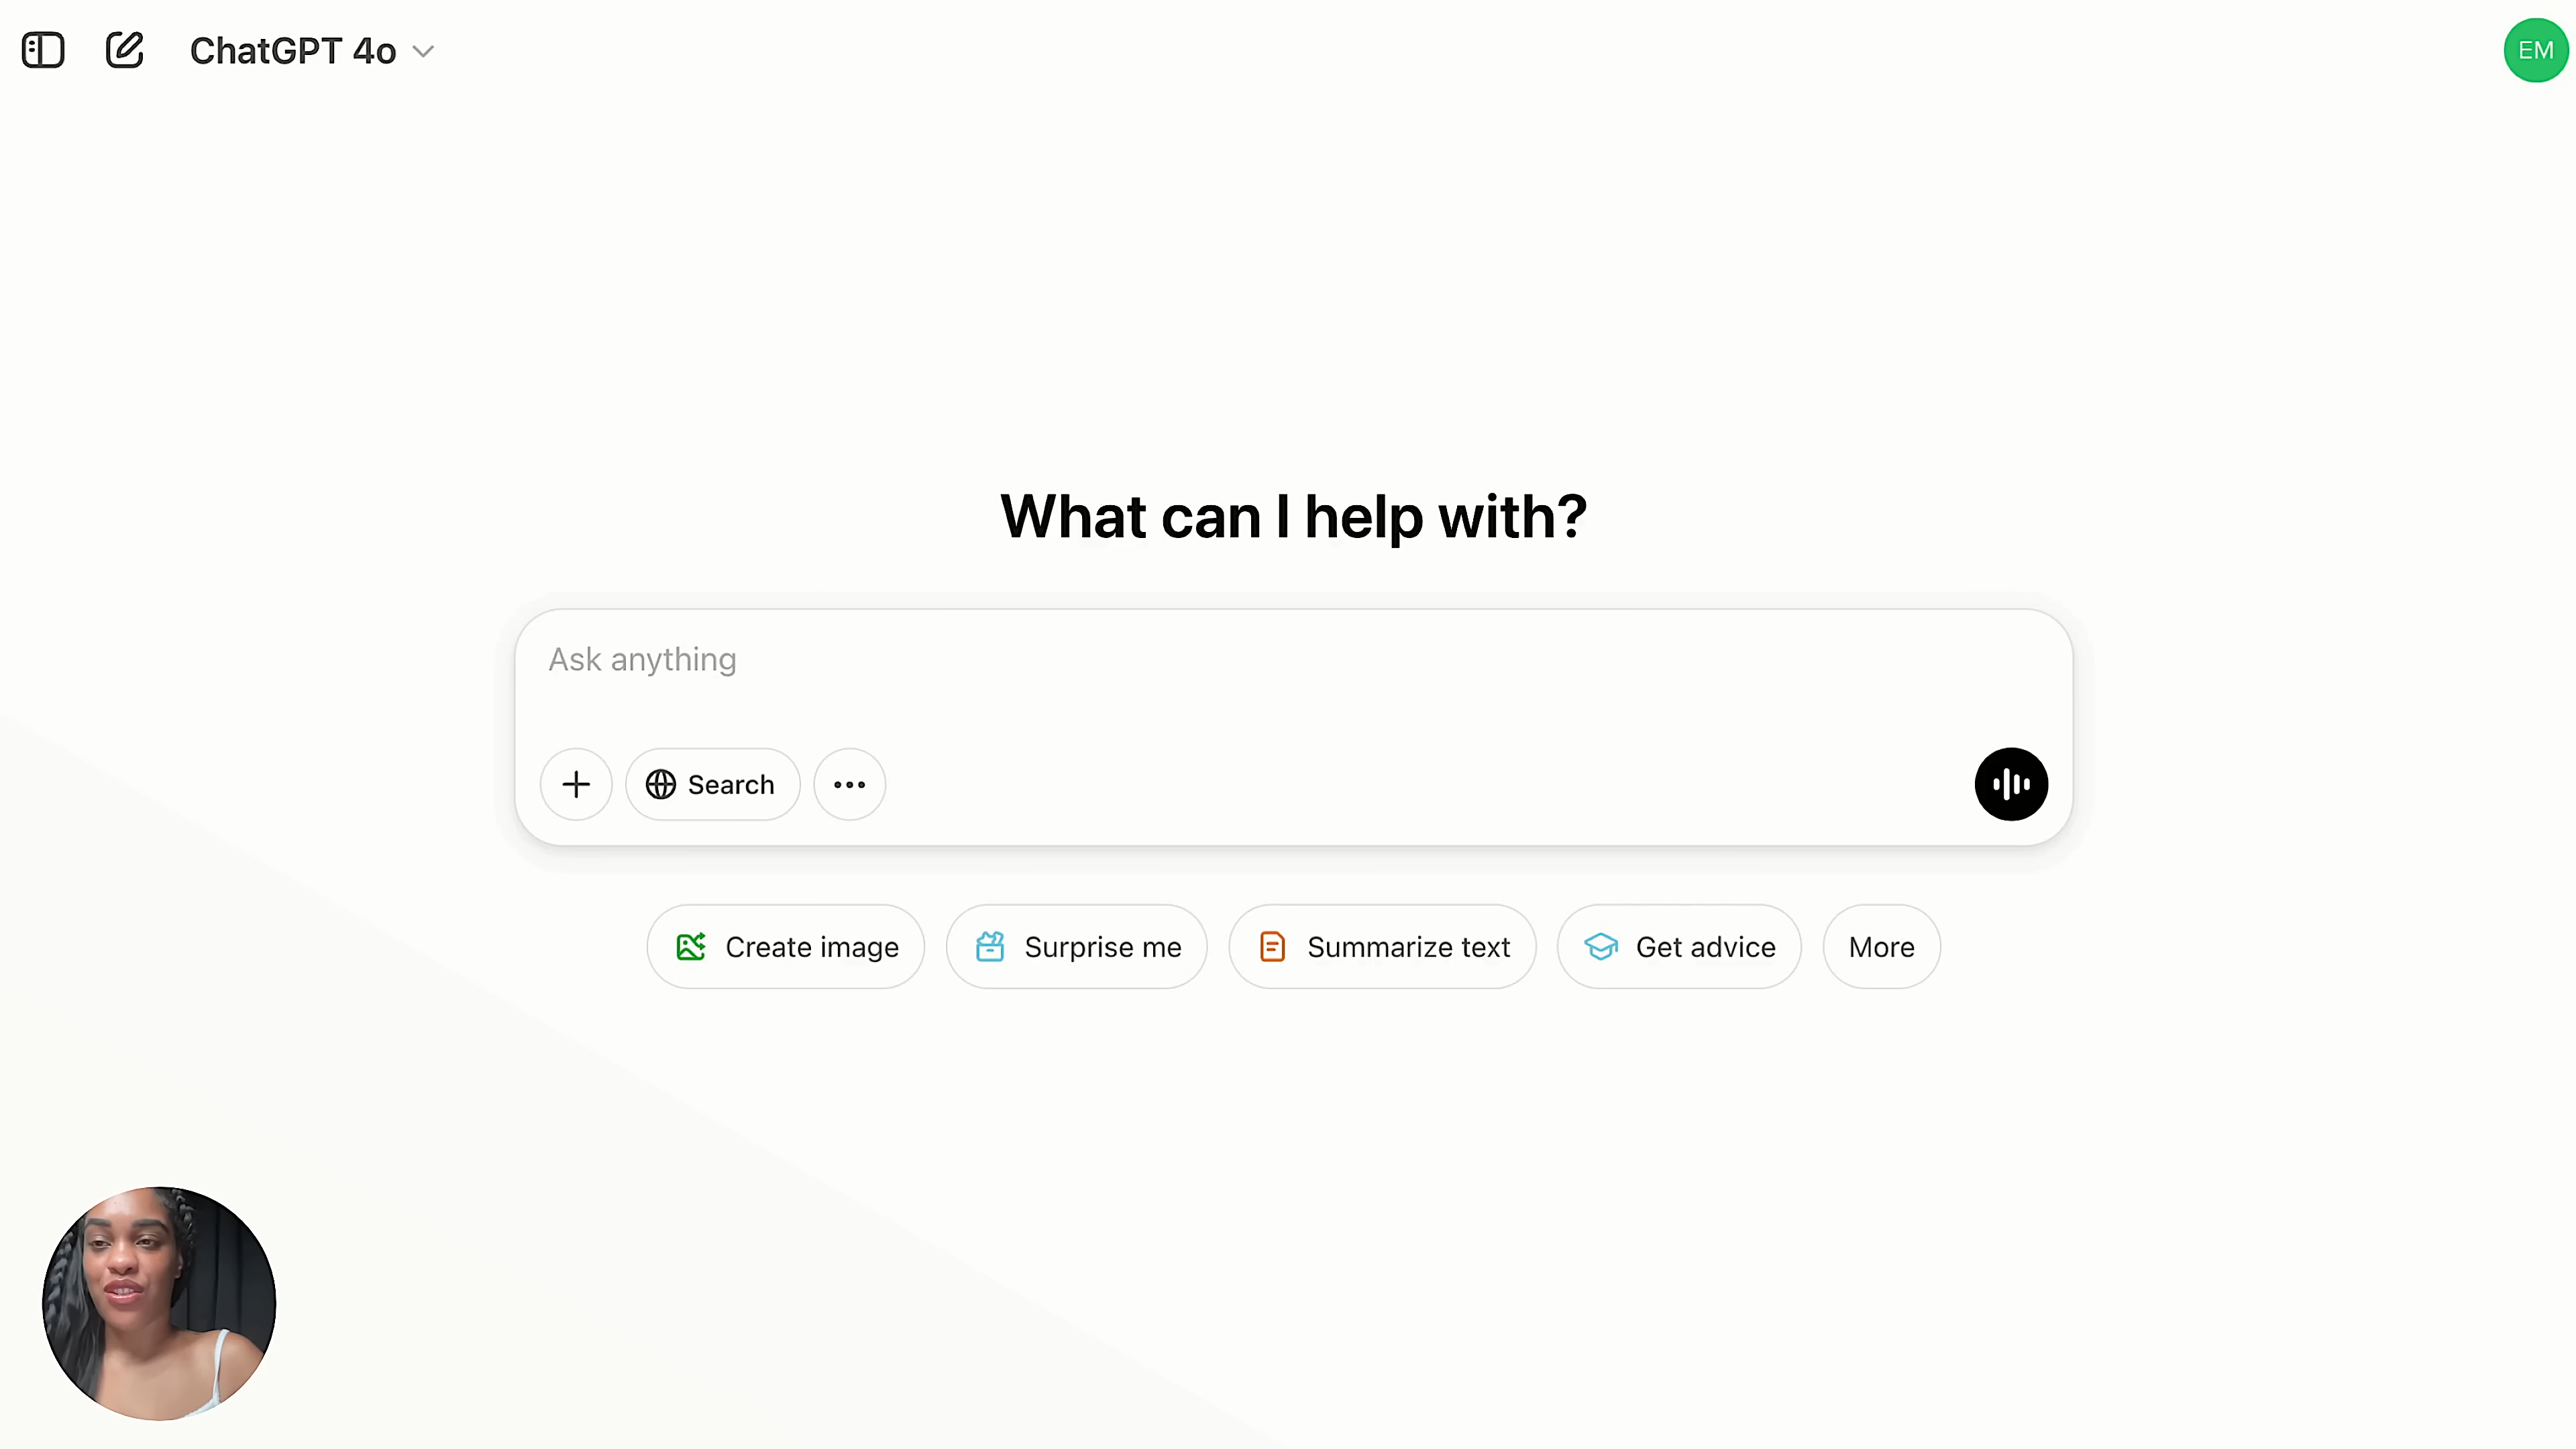 ChatGPT 4o
EM
What can I help with?
Ask anything
Search
Create image
Surprise me
Summarize text
Get advice
More